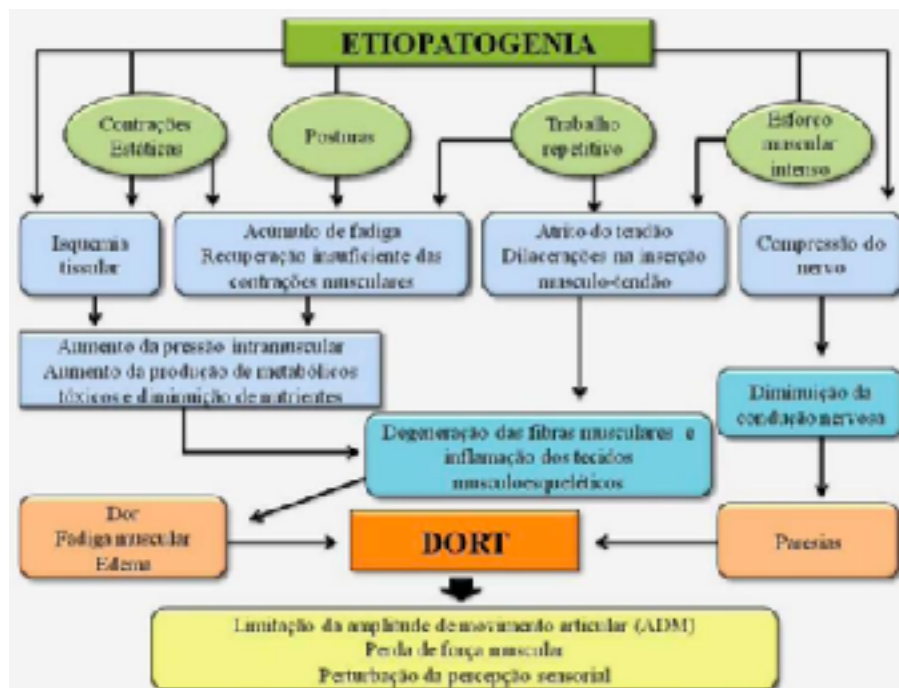 ETIOPATOGENIA
Contrações
Estáticas
Posturas
Trabalho
repetitivo
Esforço
muscular
intenso
Isquemia
tissular
Acúmulo de fadiga
Recuperação insuficiente das
contrações musculares
Atrito do tendão
Dilacerações na inserção
musculo-tendão
Compressão do
nervo
Aumento da pressão intramuscular
Aumento da produção de metabólicos
tóxicos e diminuição de nutrientes
Diminuição da
condução nervosa
Degeneração das fibras musculares e
inflamação dos tecidos
musculoesqueléticos
Dor
Fadiga muscular
Edema
DORT
Paresias
Limitação da amplitude de movimento articular (ADM)
Perda de força muscular
Perturbação da percepção sensorial